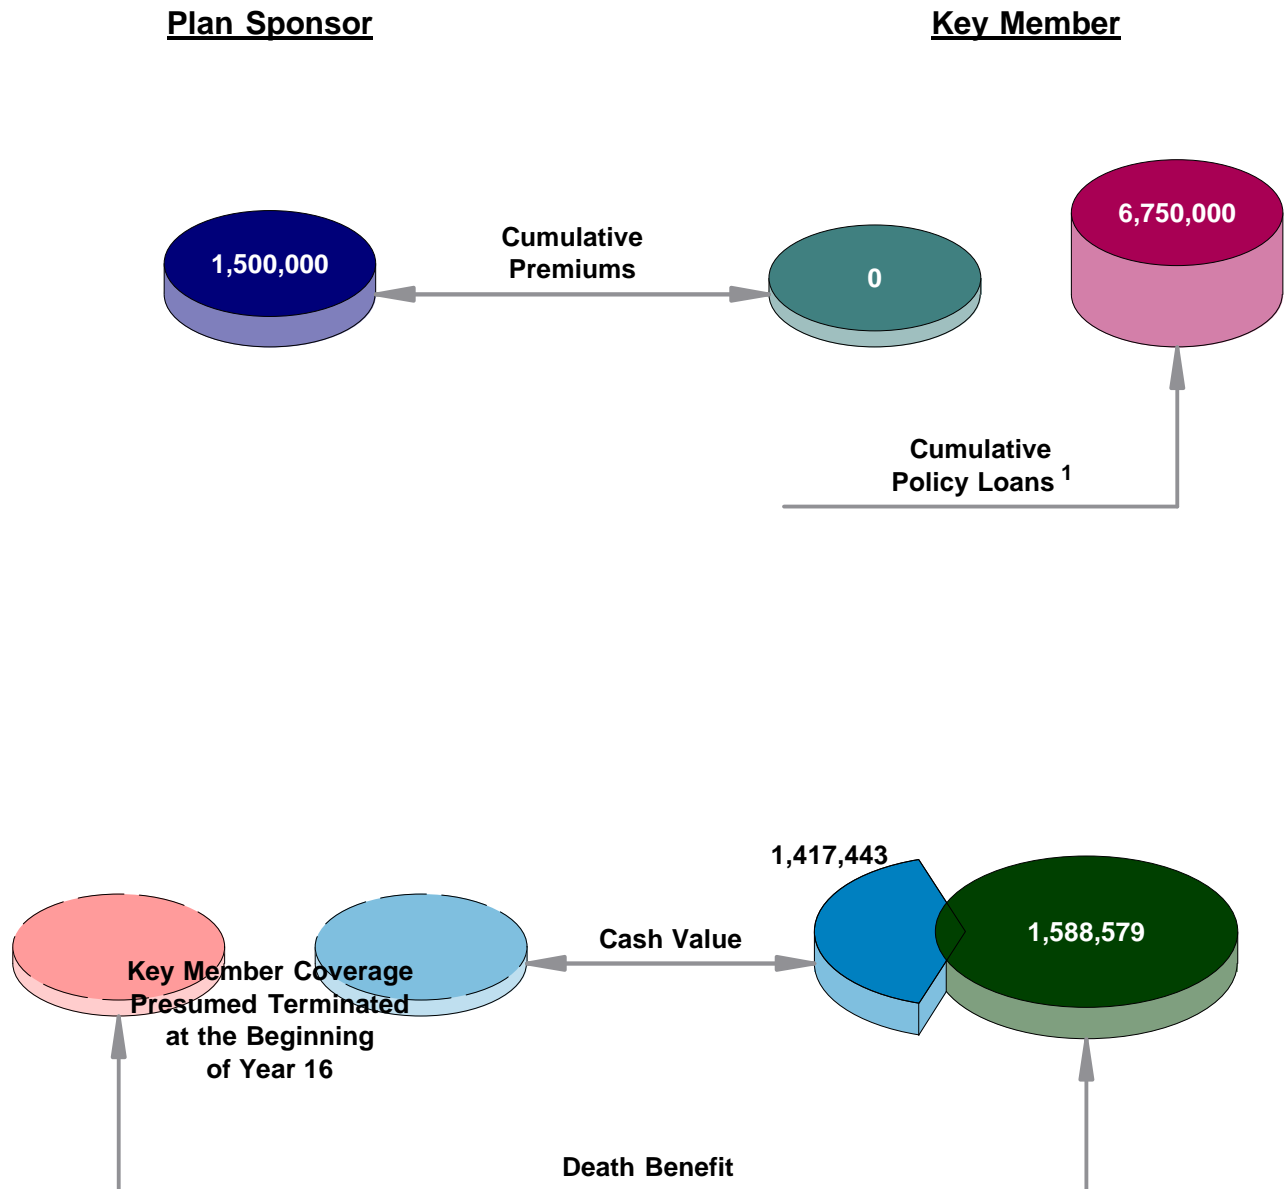 Plan Sponsor
Key Member
1,500,000
Cumulative
Premiums
0
6,750,000
Cumulative
Policy Loans 1
1,417,443
1,588,579
Cash Value
Key Member Coverage
Presumed Terminated
at the Beginning
of Year 16
Death Benefit